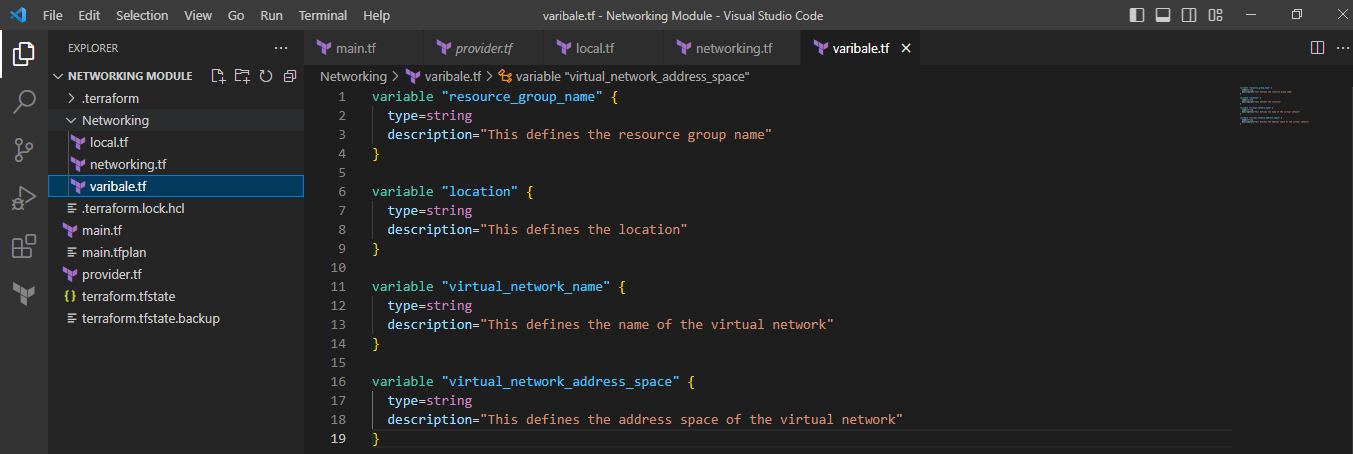 File Edit Selection View Go Run Terminal Help varibale.tf - Networking Module - Visual Studio Code
EXPLORER
NETWORKING MODULE
.terraform
Networking
local.tf
networking.tf
varibale.tf
.terraform.lock.hcl
main.tf
main.tfplan
provider.tf
terraform.tfstate
terraform.tfstate.backup
main.tf provider.tf local.tf networking.tf varibale.tf
Networking > varibale.tf > variable "virtual_network_address_space"
1 variable "resource_group_name" {
2 type=string
3 description="This defines the resource group name"
4 }
5
6 variable "location" {
7 type=string
8 description="This defines the location"
9 }
10
11 variable "virtual_network_name" {
12 type=string
13 description="This defines the name of the virtual network"
14 }
15
16 variable "virtual_network_address_space" {
17 type=string
18 description="This defines the address space of the virtual network"
19 }